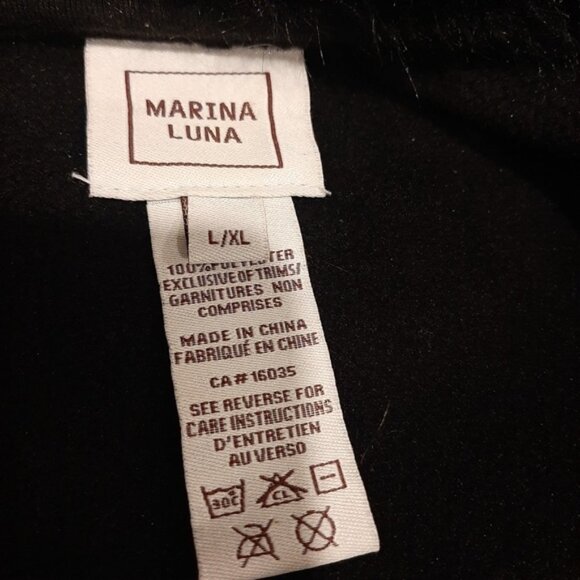 MARINA
LUNA
L/XL
100% POLYESTER
EXCLUSIVE OF TRIMS/
GARNITURES NON
COMPRISES
MADE IN CHINA
FABRIQUÉ EN CHINE
CA# 16035
SEE REVERSE FOR
CARE INSTRUCTIONS
D'ENTRETIEN
AU VERSO
30C
CL